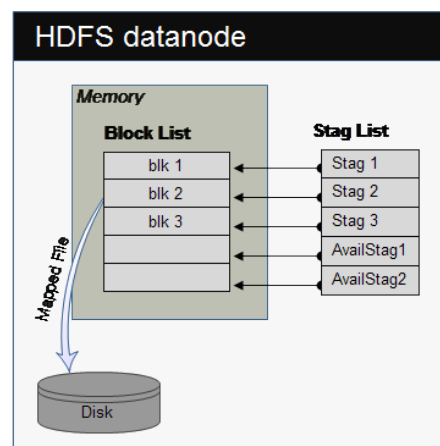 HDFS datanode
Memory
Block List
Stag List
blk 1
Stag 1
blk 2
Stag 2
blk 3
Stag 3
AvailStag1
AvailStag2
Mapped File
Disk